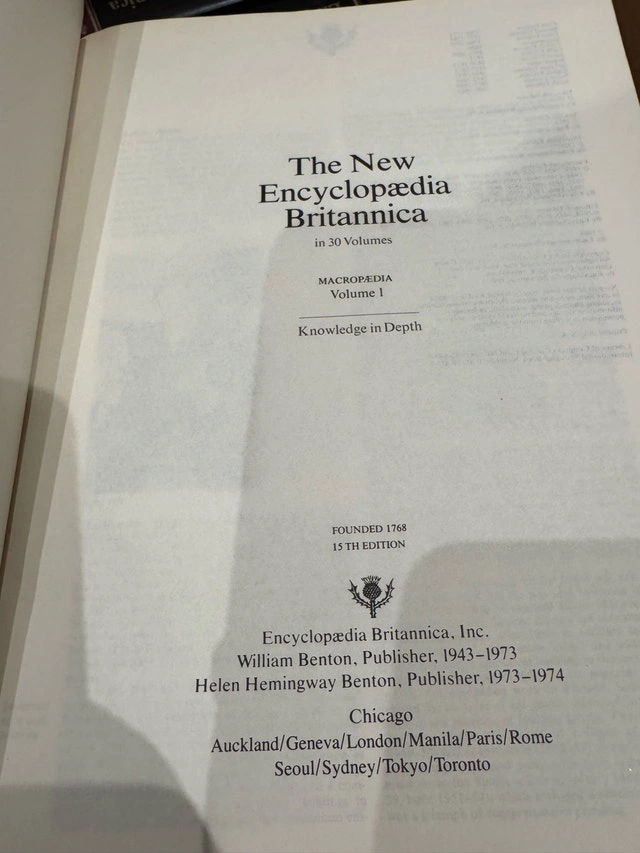 The New
Encyclopædia
Britannica
in 30 Volumes
MACROPÆDIA
Volume 1
Knowledge in Depth
FOUNDED 1768
15 TH EDITION
Encyclopædia Britannica, Inc.
William Benton, Publisher, 1943–1973
Helen Hemingway Benton, Publisher, 1973–1974
Chicago
Auckland/Geneva/London/Manila/Paris/Rome
Seoul/Sydney/Tokyo/Toronto